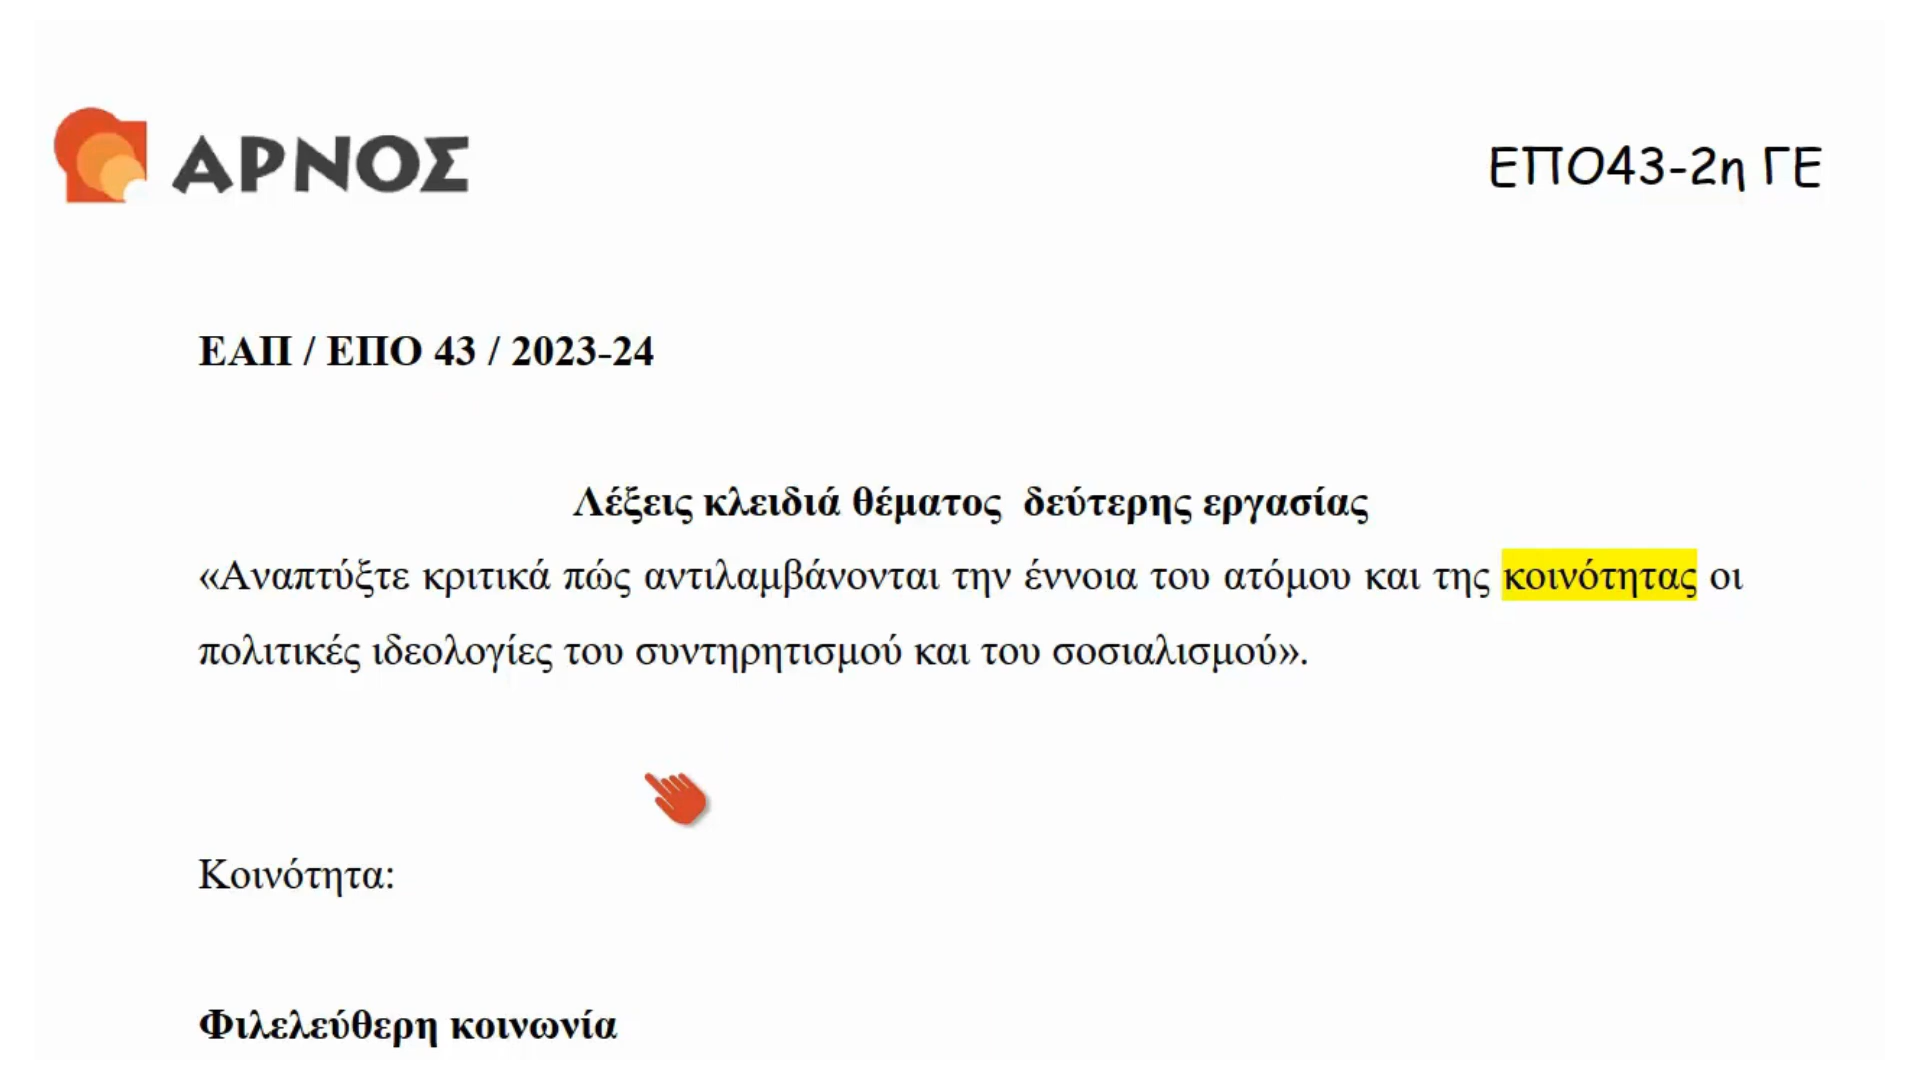 ΑΡΝΟΣ
ΕΠΟ43-2η ΓΕ
ΕΑΠ / ΕΠΟ 43 / 2023-24
Λέξεις κλειδιά θέματος δεύτερης εργασίας
«Αναπτύξτε κριτικά πώς αντιλαμβάνονται την έννοια του ατόμου και της κοινότητας οι
πολιτικές ιδεολογίες του συντηρητισμού και του σοσιαλισμού».
Κοινότητα:
Φιλελεύθερη κοινωνία